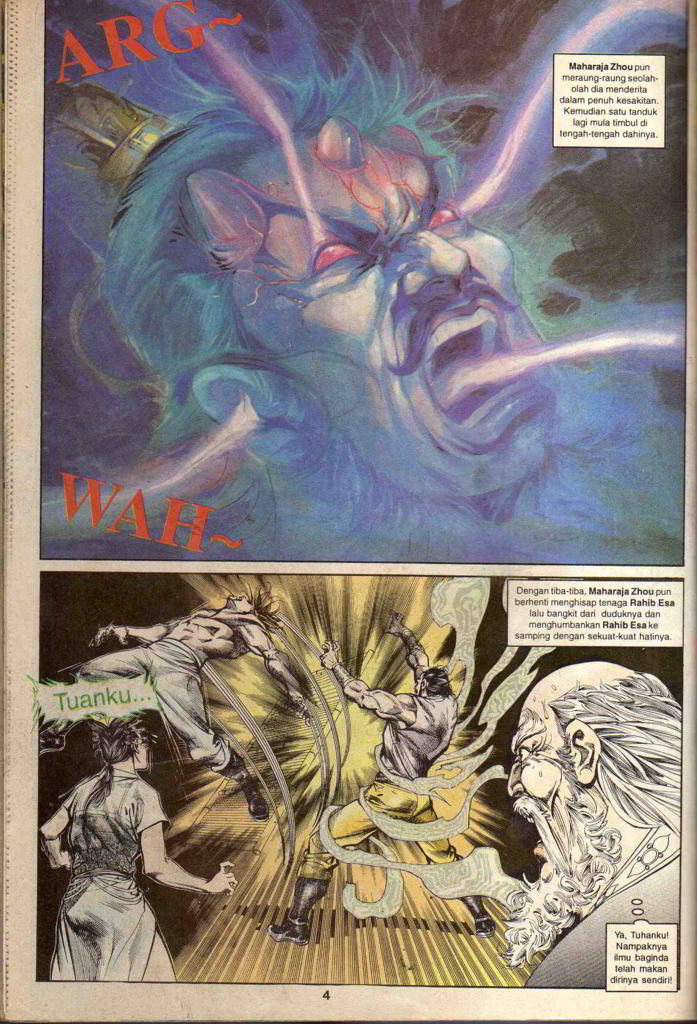 ARG~
Maharaja Zhou pun
meraung-raung seolah-
olah dia menderita
dalam penuh kesakitan.
Kemudian satu tanduk
lagi mula timbul di
tengah-tengah dahinya.
WAH~
Dengan tiba-tiba, Maharaja Zhou pun
berhenti menghisap tenaga Rahib Esa
lalu bangkit dari duduknya dan
menghumbankan Rahib Esa ke
samping dengan sekuat-kuat hatinya.
Tuanku...
Ya, Tuhanku!
Nampaknya
ilmu baginda
telah makan
dirinya sendiri!
4